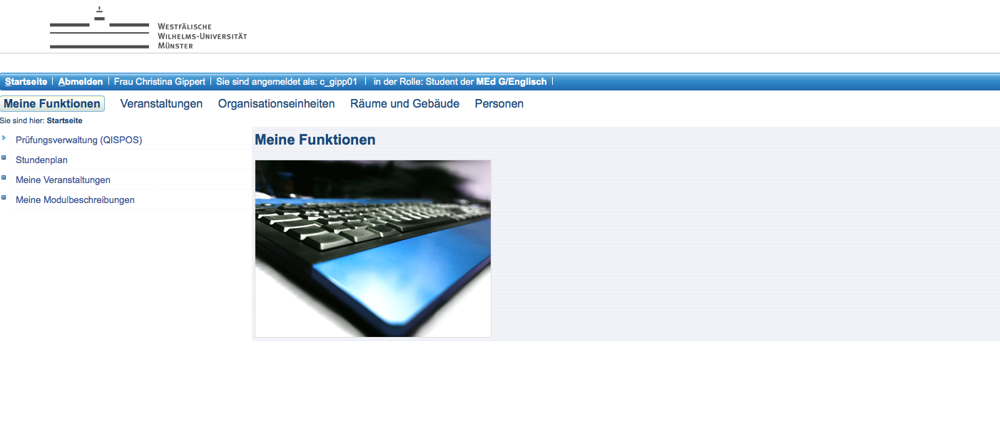 WESTFÄLISCHE
WILHELMS-UNIVERSITÄT
MÜNSTER
Startseite | Abmelden | Frau Christina Gippert | Sie sind angemeldet als: c_gipp01 | in der Rolle: Student der MEd G/Englisch |
Meine Funktionen Veranstaltungen Organisationseinheiten Räume und Gebäude Personen
Sie sind hier: Startseite
Prüfungsverwaltung (QISPOS)
Stundenplan
Meine Veranstaltungen
Meine Modulbeschreibungen
Meine Funktionen